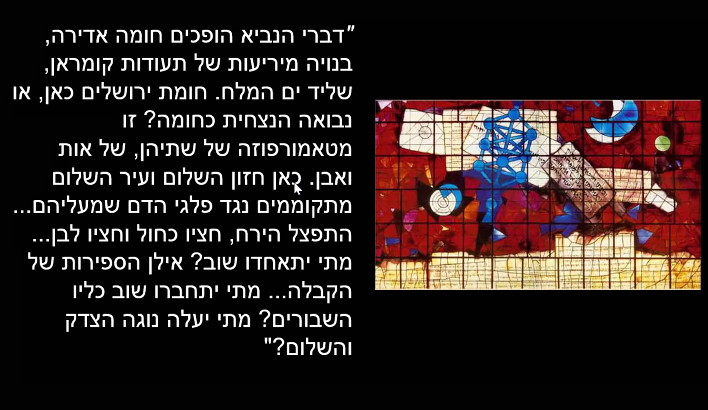 "דברי הנביא הופכים חומה אדירה,
בנויה מיריעות של תעודות קומראן,
שליד ים המלח. חומת ירושלים כאן, או
נבואה הנצחית כחומה? זו
מטאמורפוזה של שתיהן, של אות
ואבן. כאן חזון השלום ועיר השלום
מתקוממים נגד פלגי הדם שמעליהם...
התפצל הירח, חציו כחול וחציו לבן...
מתי יתאחדו שוב? אילן הספירות של
הקבלה... מתי יתחברו שוב כליו
השבורים? מתי יעלה נוגה הצדק
והשלום?"